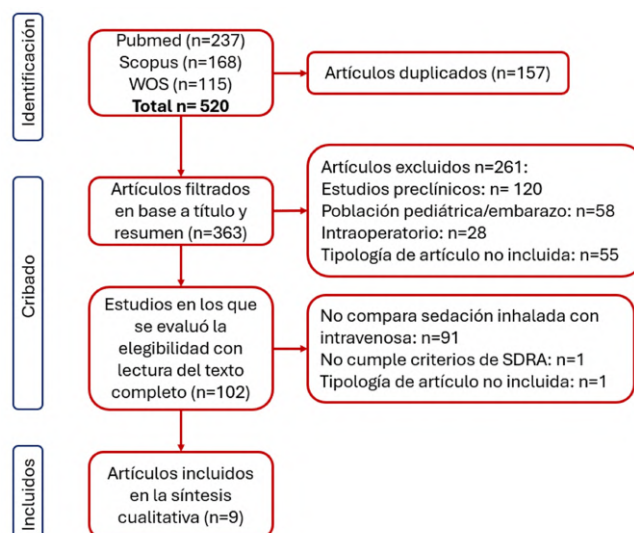 Identificación
Pubmed (n=237)
Scopus (n=168)
WOS (n=115)
Total n= 520
Artículos duplicados (n=157)
Cribado
Artículos filtrados
en base a título y
resumen (n=363)
Artículos excluidos n=261:
Estudios preclínicos: n= 120
Población pediátrica/embarazo: n=58
Intraoperatorio: n=28
Tipología de artículo no incluida: n=55
Estudios en los que
se evaluó la
elegibilidad con
lectura del texto
completo (n=102)
No compara sedación inhalada con
intravenosa: n=91
No cumple criterios de SDRA: n=1
Tipología de artículo no incluida: n=1
Incluidos
Artículos incluidos
en la síntesis
cualitativa (n=9)